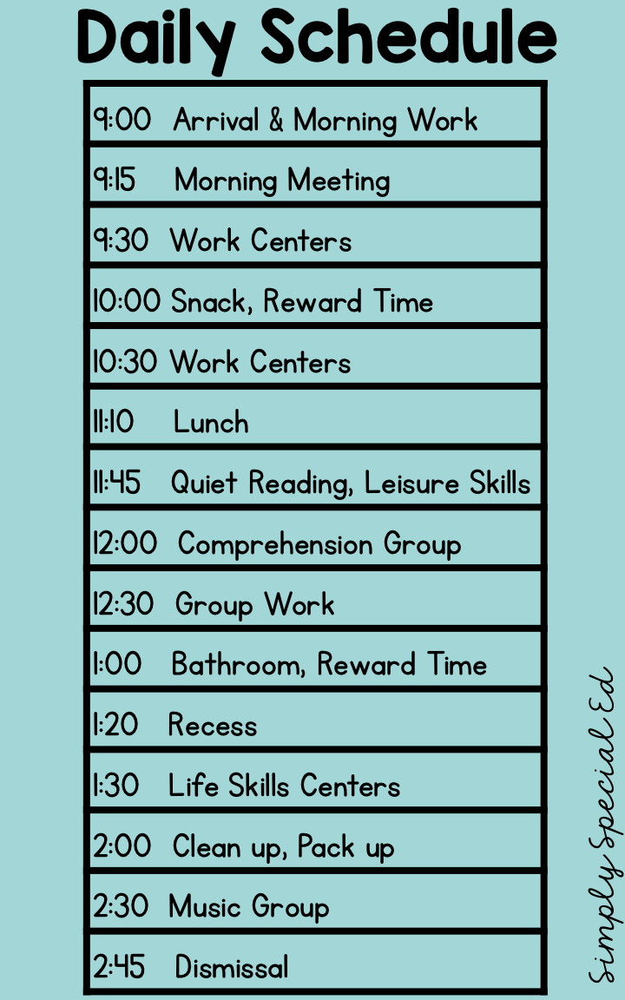 Daily Schedule
9:00 Arrival & Morning Work
9:15 Morning Meeting
9:30 Work Centers
10:00 Snack, Reward Time
10:30 Work Centers
11:10 Lunch
11:45 Quiet Reading, Leisure Skills
12:00 Comprehension Group
12:30 Group Work
1:00 Bathroom, Reward Time
1:20 Recess
1:30 Life Skills Centers
2:00 Clean up, Pack up
2:30 Music Group
2:45 Dismissal
Simply Special Ed